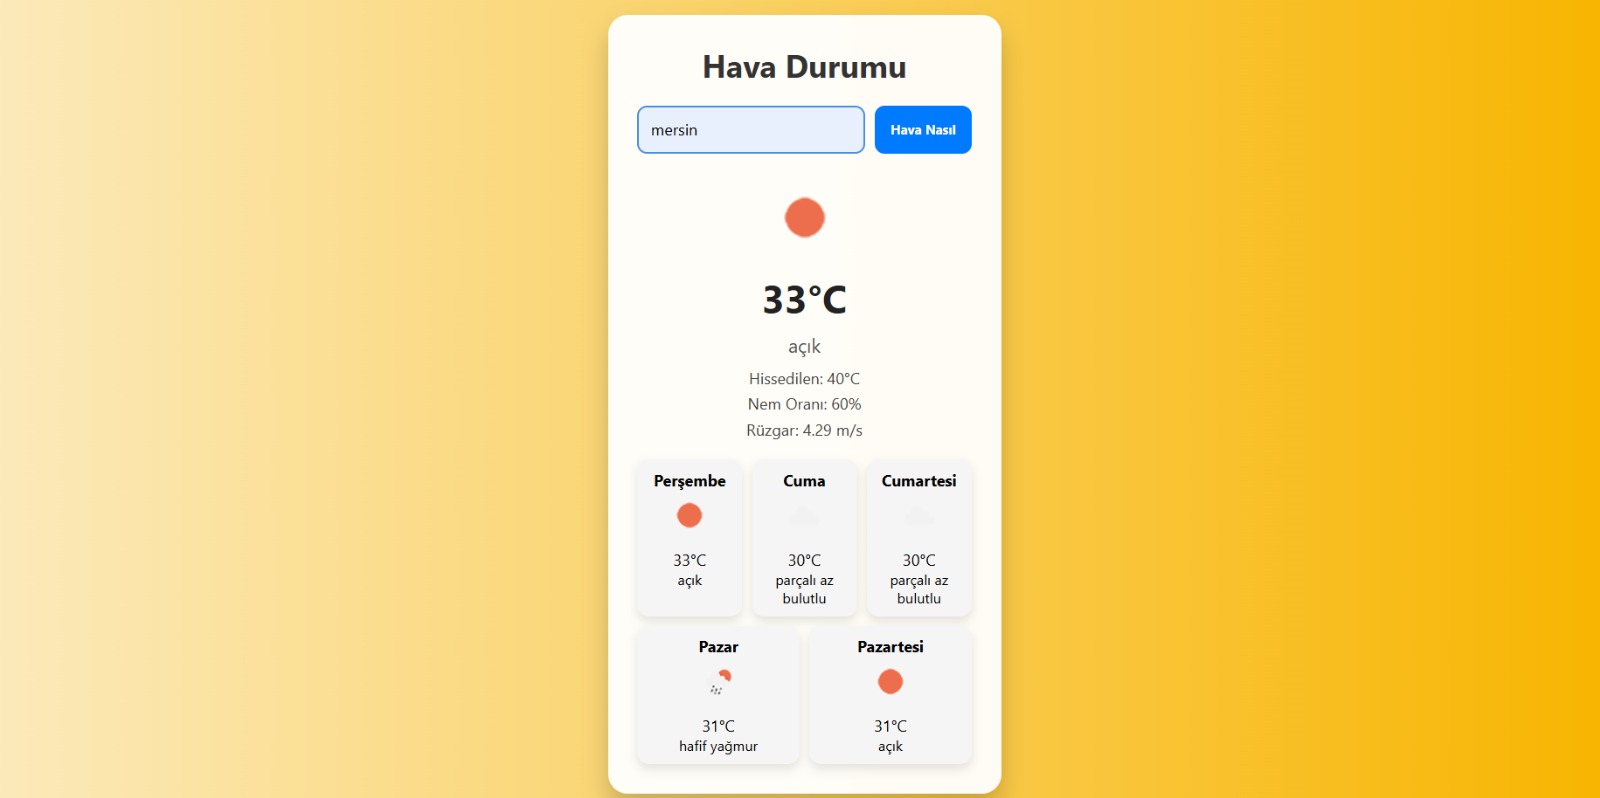 Hava Durumu
mersin
Hava Nasıl
33°C
açık
Hissedilen: 40°C
Nem Oranı: 60%
Rüzgar: 4.29 m/s
Perşembe
33°C
açık
Cuma
30°C
parçalı az
bulutlu
Cumartesi
30°C
parçalı az
bulutlu
Pazar
31°C
hafif yağmur
Pazartesi
31°C
açık